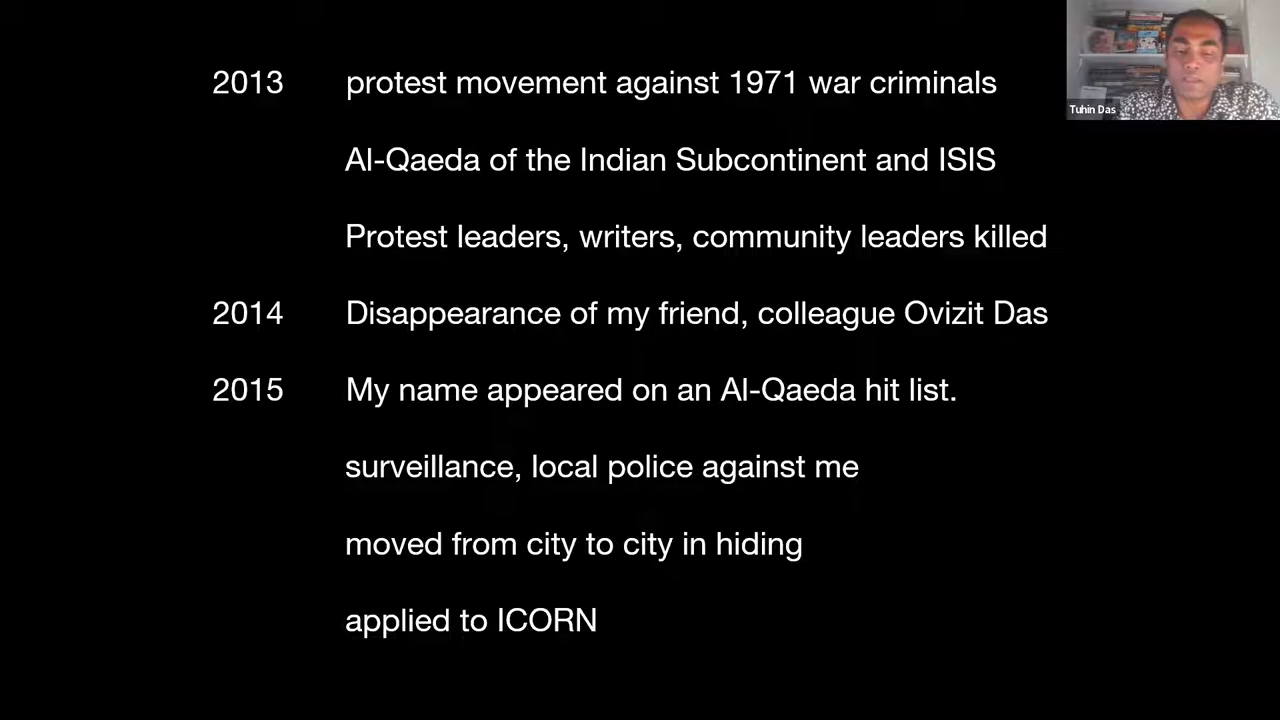 2013 protest movement against 1971 war criminals
Al-Qaeda of the Indian Subcontinent and ISIS
Protest leaders, writers, community leaders killed
2014 Disappearance of my friend, colleague Ovizit Das
2015 My name appeared on an Al-Qaeda hit list.
surveillance, local police against me
moved from city to city in hiding
applied to ICORN
Tuhin Das